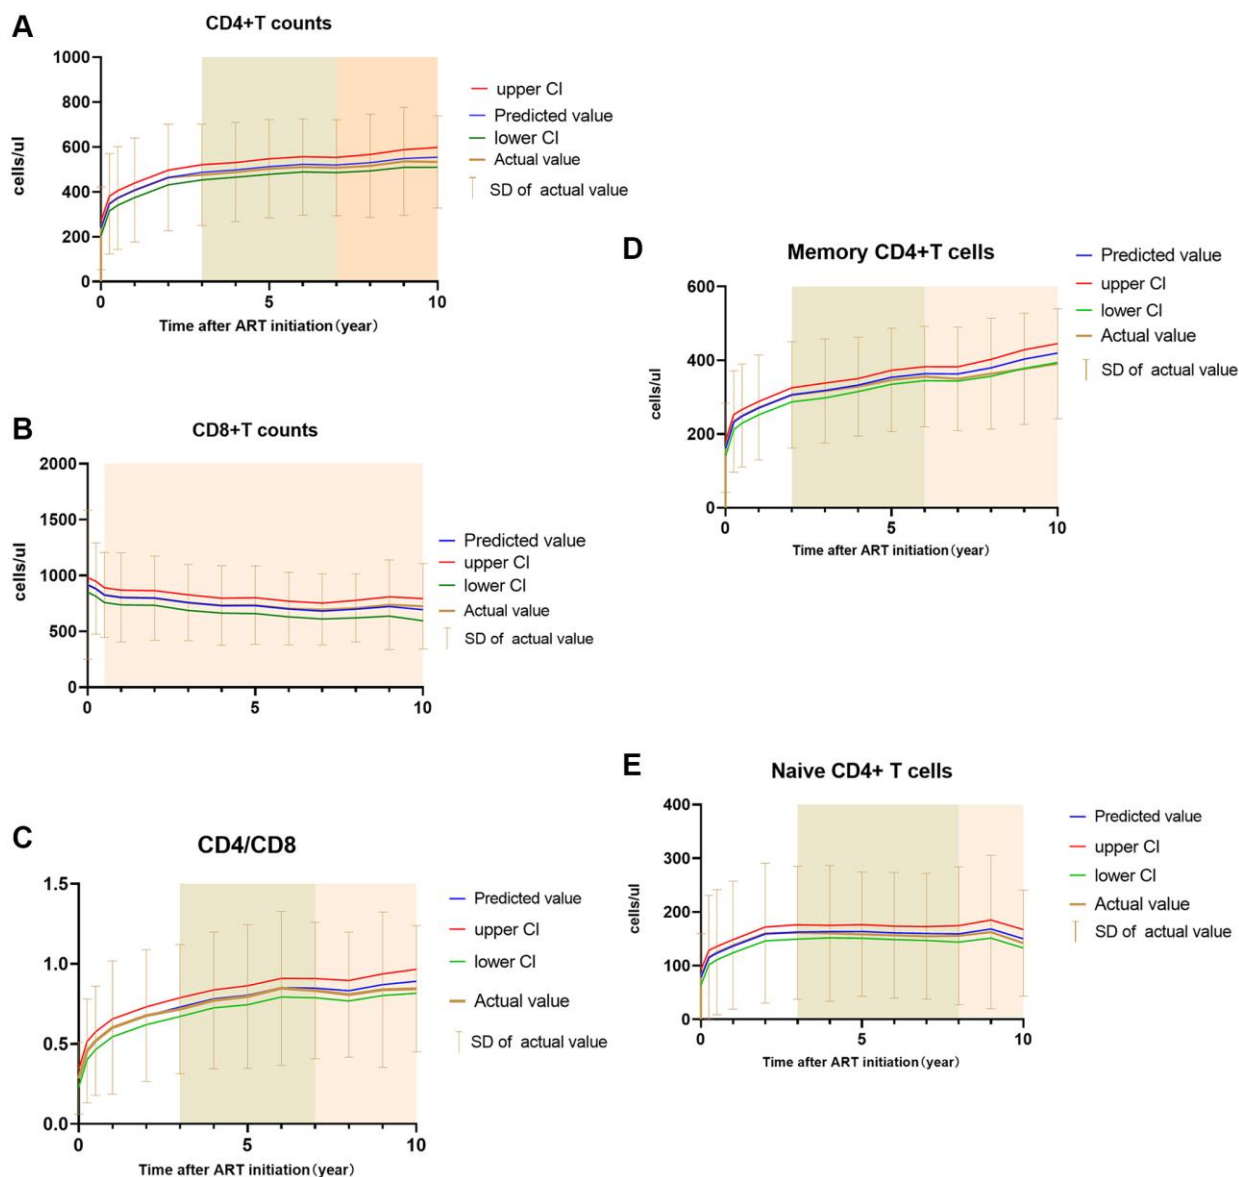 A
CD4+T counts
1000
800
600
400
200
0
cells/ul
0
5
10
Time after ART initiation(year)
upper CI
Predicted value
lower CI
Actual value
SD of actual value
B
CD8+T counts
2000
1500
1000
500
0
cells/ul
0
5
10
Predicted value
upper CI
lower CI
Actual value
SD of actual value
C
CD4/CD8
1.5
1.0
0.5
0.0
0
5
10
Time after ART initiation(year)
Predicted value
upper CI
lower CI
Actual value
SD of actual value
D
Memory CD4+T cells
600
400
200
0
cells/ul
0
5
10
Time after ART initiation(year)
Predicted value
upper CI
lower CI
Actual value
SD of actual value
E
Naive CD4+ T cells
400
300
200
100
0
cells/ul
0
5
10
Time after ART initiation(year)
Predicted value
upper CI
lower CI
Actual value
SD of actual value